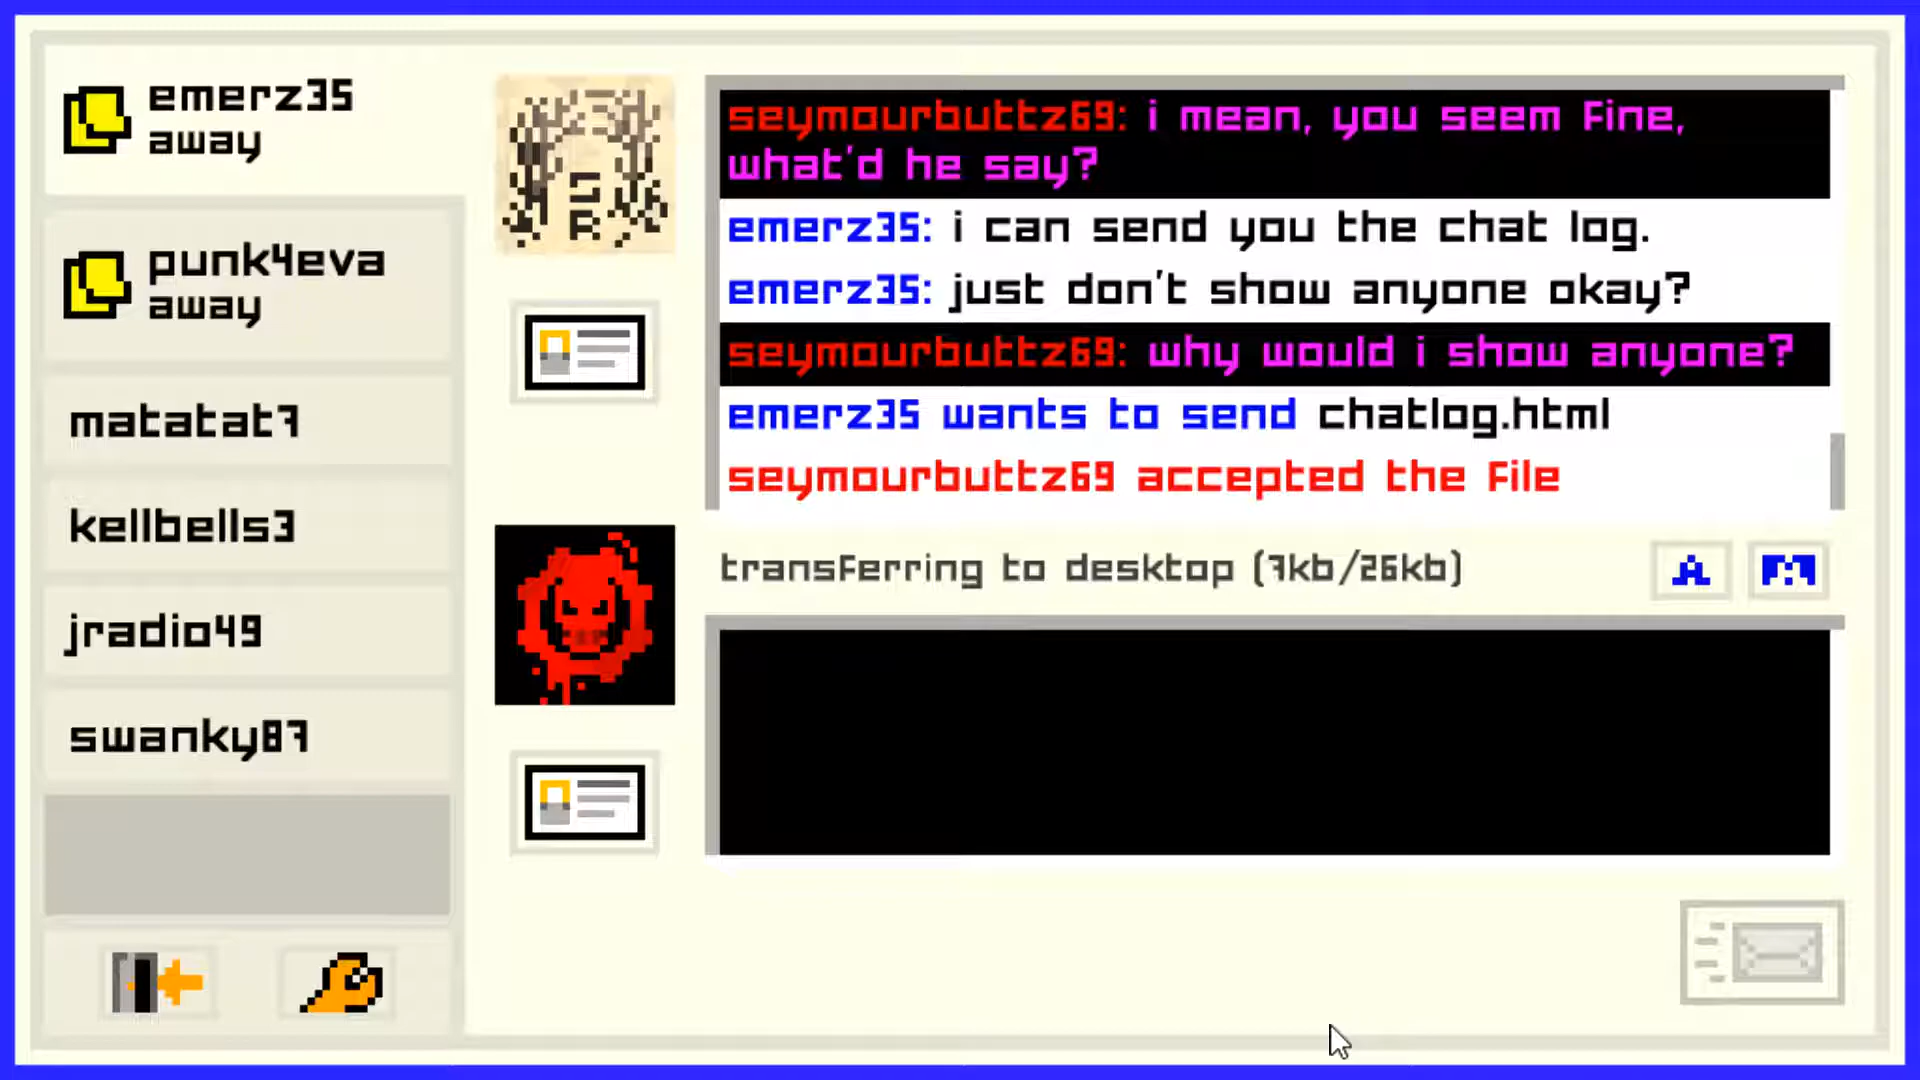 emerz35
away
punk4eva
away
matatat7
kellbells3
jradio49
swanky87
SR
seymourbuttz69: i mean, you seem fine,
what'd he say?
emerz35: i can send you the chat log.
emerz35: just don't show anyone okay?
seymourbuttz69: why would i show anyone?
emerz35 wants to send chatlog.html
seymourbuttz69 accepted the file
transferring to desktop (7kb/26kb)
A